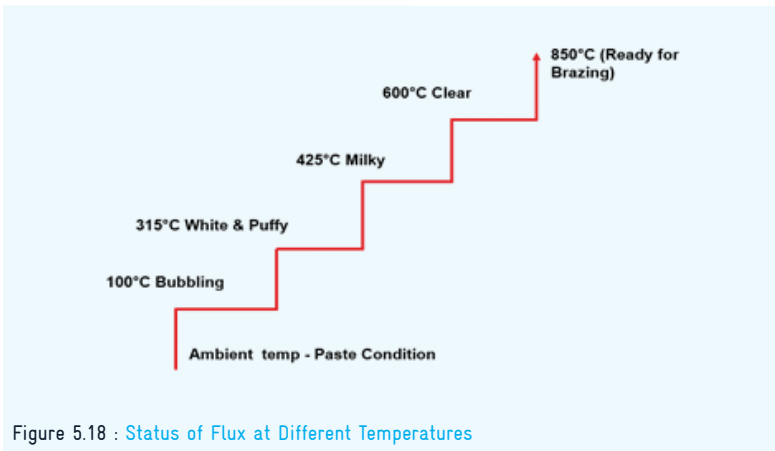 850°C (Ready for
Brazing)
600°C Clear
425°C Milky
315°C White & Puffy
100°C Bubbling
Ambient temp - Paste Condition
Figure 5.18 : Status of Flux at Different Temperatures